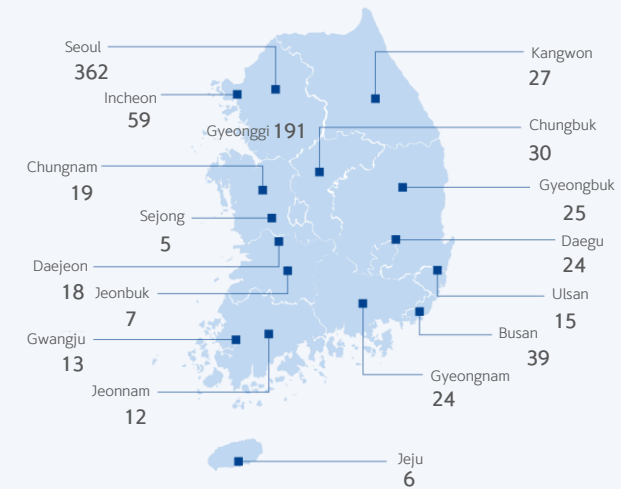 Seoul
362
Incheon
59
Gyeonggi 191
Chungnam
19
Sejong
5
Daejeon
18
Jeonbuk
7
Gwangju
13
Jeonnam
12
Kangwon
27
Chungbuk
30
Gyeongbuk
25
Daegu
24
Ulsan
15
Busan
39
Gyeongnam
24
Jeju
6